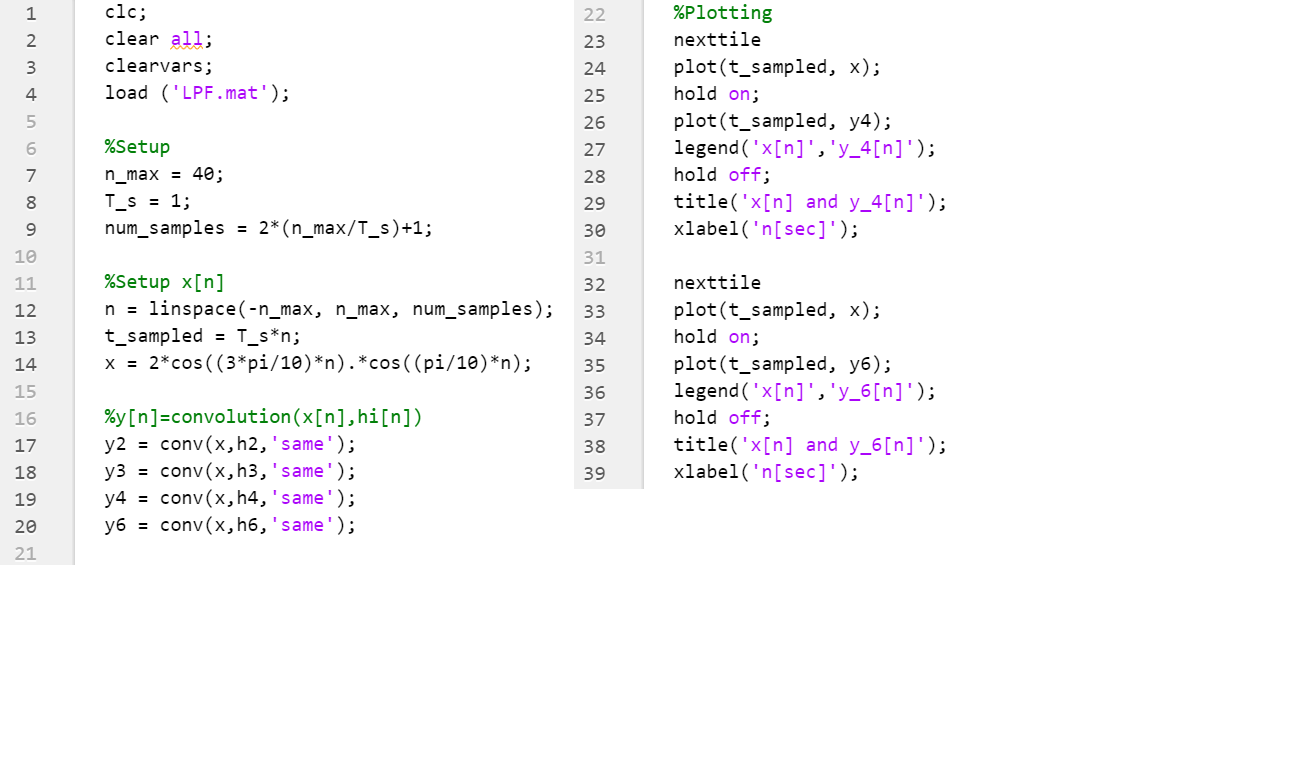 1 clc;
2 clear all;
3 clearvars;
4 load ('LPF.mat');
5
6 %Setup
7 n_max = 40;
8 T_s = 1;
9 num_samples = 2*(n_max/T_s)+1;
10
11 %Setup x[n]
12 n = linspace(-n_max, n_max, num_samples);
13 t_sampled = T_s*n;
14 x = 2*cos((3*pi/10)*n).*cos((pi/10)*n);
15
16 %y[n]=convolution(x[n],hi[n])
17 y2 = conv(x,h2,'same');
18 y3 = conv(x,h3,'same');
19 y4 = conv(x,h4,'same');
20 y6 = conv(x,h6,'same');
21
22 %Plotting
23 nexttile
24 plot(t_sampled, x);
25 hold on;
26 plot(t_sampled, y4);
27 legend('x[n]','y_4[n]');
28 hold off;
29 title('x[n] and y_4[n]');
30 xlabel('n[sec]');
31
32 nexttile
33 plot(t_sampled, x);
34 hold on;
35 plot(t_sampled, y6);
36 legend('x[n]','y_6[n]');
37 hold off;
38 title('x[n] and y_6[n]');
39 xlabel('n[sec]');